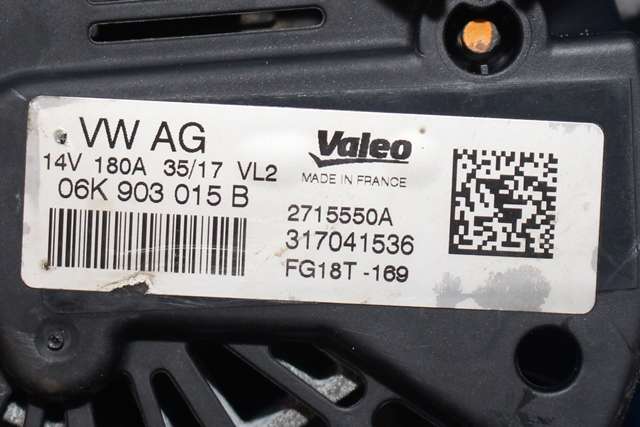 VW AG
14V 180A 35/17 VL2
06K 903 015 B
Valeo
MADE IN FRANCE
2715550A
317041536
FG18T -169